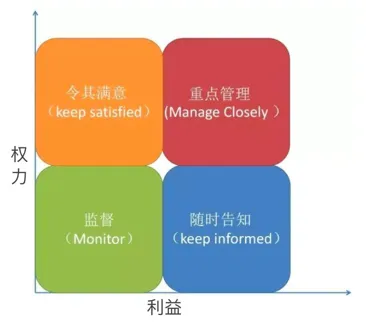 令其满意
（keep satisfied）
重点管理
(Manage Closely ）
权
力
监督
（Monitor）
随时告知
（keep informed）
利益